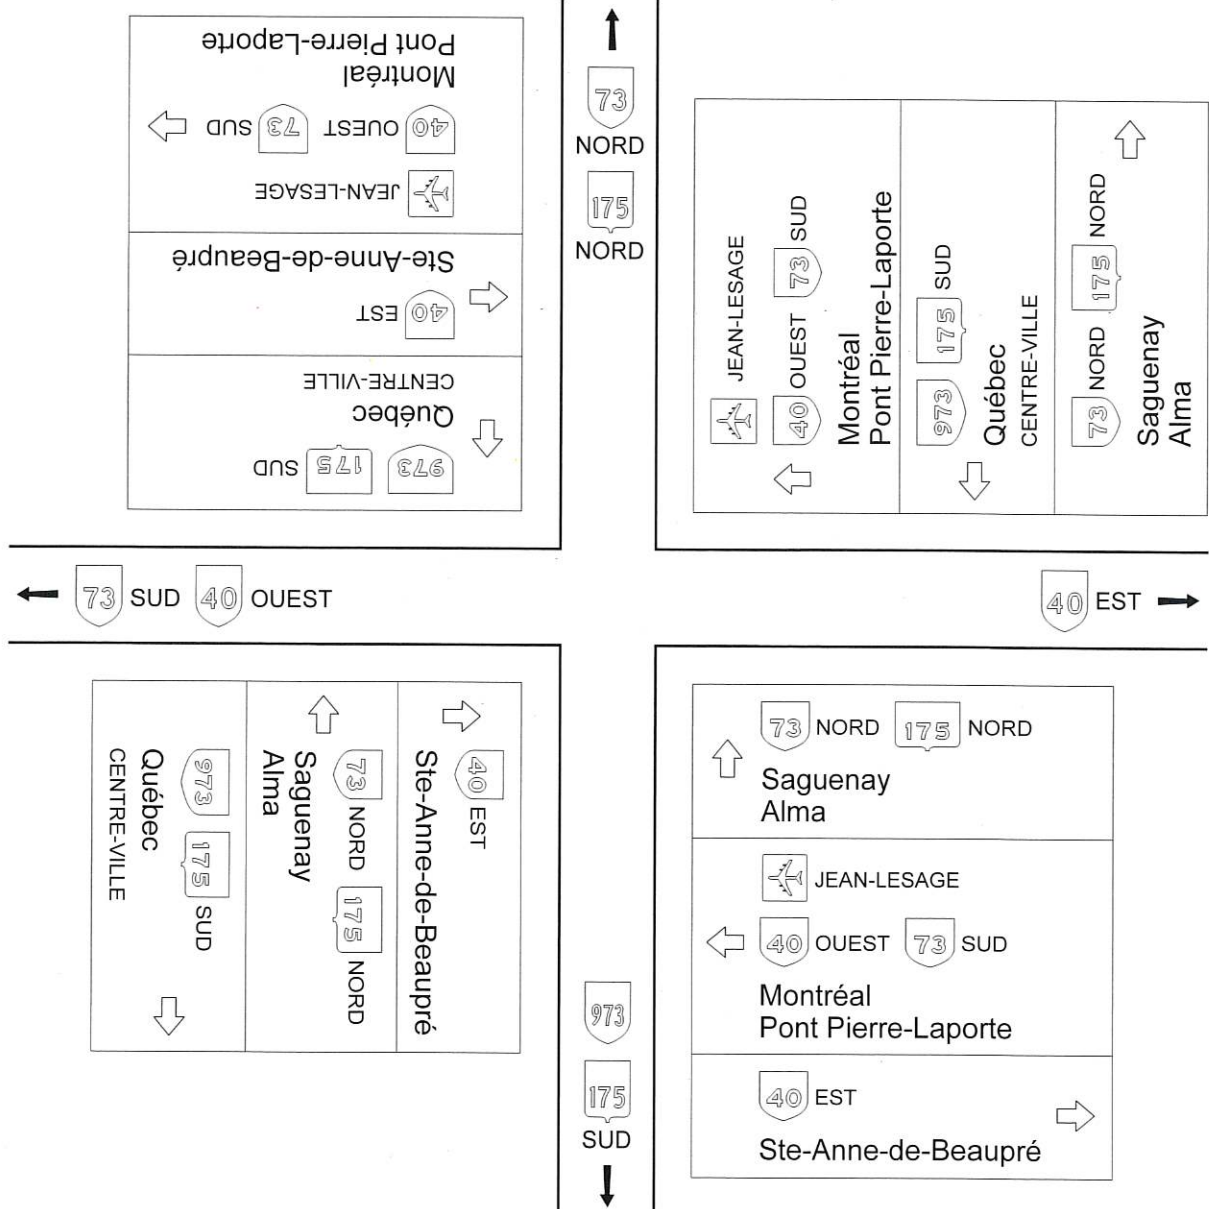 Montréal
Pont Pierre-Laporte
40 OUEST 73 SUD
JEAN-LESAGE
Ste-Anne-de-Beaupré
40 EST
Québec
CENTRE-VILLE
973 175 SUD
73
NORD
175
NORD
JEAN-LESAGE
40 OUEST 73 SUD
Montréal
Pont Pierre-Laporte
973 175 SUD
Québec
CENTRE-VILLE
73 NORD 175 NORD
Saguenay
Alma
73 SUD 40 OUEST
40 EST
40 EST
Ste-Anne-de-Beaupré
73 NORD 175 NORD
Saguenay
Alma
973 175 SUD
Québec
CENTRE-VILLE
973
175
SUD
73 NORD 175 NORD
Saguenay
Alma
JEAN-LESAGE
40 OUEST 73 SUD
Montréal
Pont Pierre-Laporte
40 EST
Ste-Anne-de-Beaupré